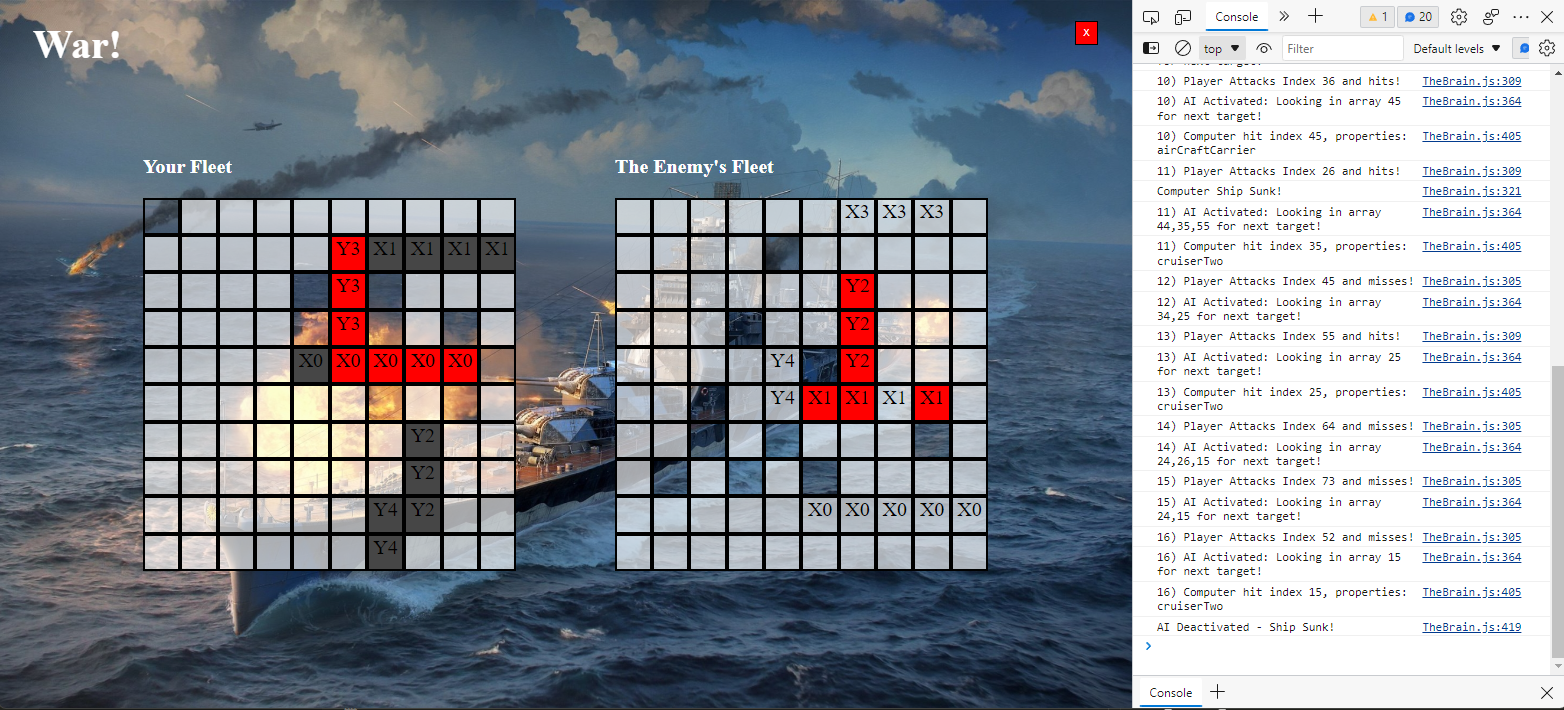 War!
x
Your Fleet
The Enemy's Fleet
X3 X3 X3
Y3 X1 X1 X1 X1
Y3
Y2
Y3
Y2
X0 X0 X0 X0 X0
Y4 Y2
Y4 X1 X1 X1 X1
Y2
Y2
Y4 Y2
X0 X0 X0 X0 X0
Y4
Console
1
20
top
Filter
Default levels
10) Player Attacks Index 36 and hits! TheBrain.js:309
10) AI Activated: Looking in array 45 TheBrain.js:364
for next target!
10) Computer hit index 45, properties: TheBrain.js:405
airCraftCarrier
11) Player Attacks Index 26 and hits! TheBrain.js:309
Computer Ship Sunk! TheBrain.js:321
11) AI Activated: Looking in array TheBrain.js:364
44,35,55 for next target!
11) Computer hit index 35, properties: TheBrain.js:405
cruiserTwo
12) Player Attacks Index 45 and misses! TheBrain.js:305
12) AI Activated: Looking in array TheBrain.js:364
34,25 for next target!
13) Player Attacks Index 55 and hits! TheBrain.js:309
13) AI Activated: Looking in array 25 TheBrain.js:364
for next target!
13) Computer hit index 25, properties: TheBrain.js:405
cruiserTwo
14) Player Attacks Index 64 and misses! TheBrain.js:305
14) AI Activated: Looking in array TheBrain.js:364
24,26,15 for next target!
15) Player Attacks Index 73 and misses! TheBrain.js:305
15) AI Activated: Looking in array TheBrain.js:364
24,15 for next target!
16) Player Attacks Index 52 and misses! TheBrain.js:305
16) AI Activated: Looking in array 15 TheBrain.js:364
for next target!
16) Computer hit index 15, properties: TheBrain.js:405
cruiserTwo
AI Deactivated - Ship Sunk! TheBrain.js:419
Console